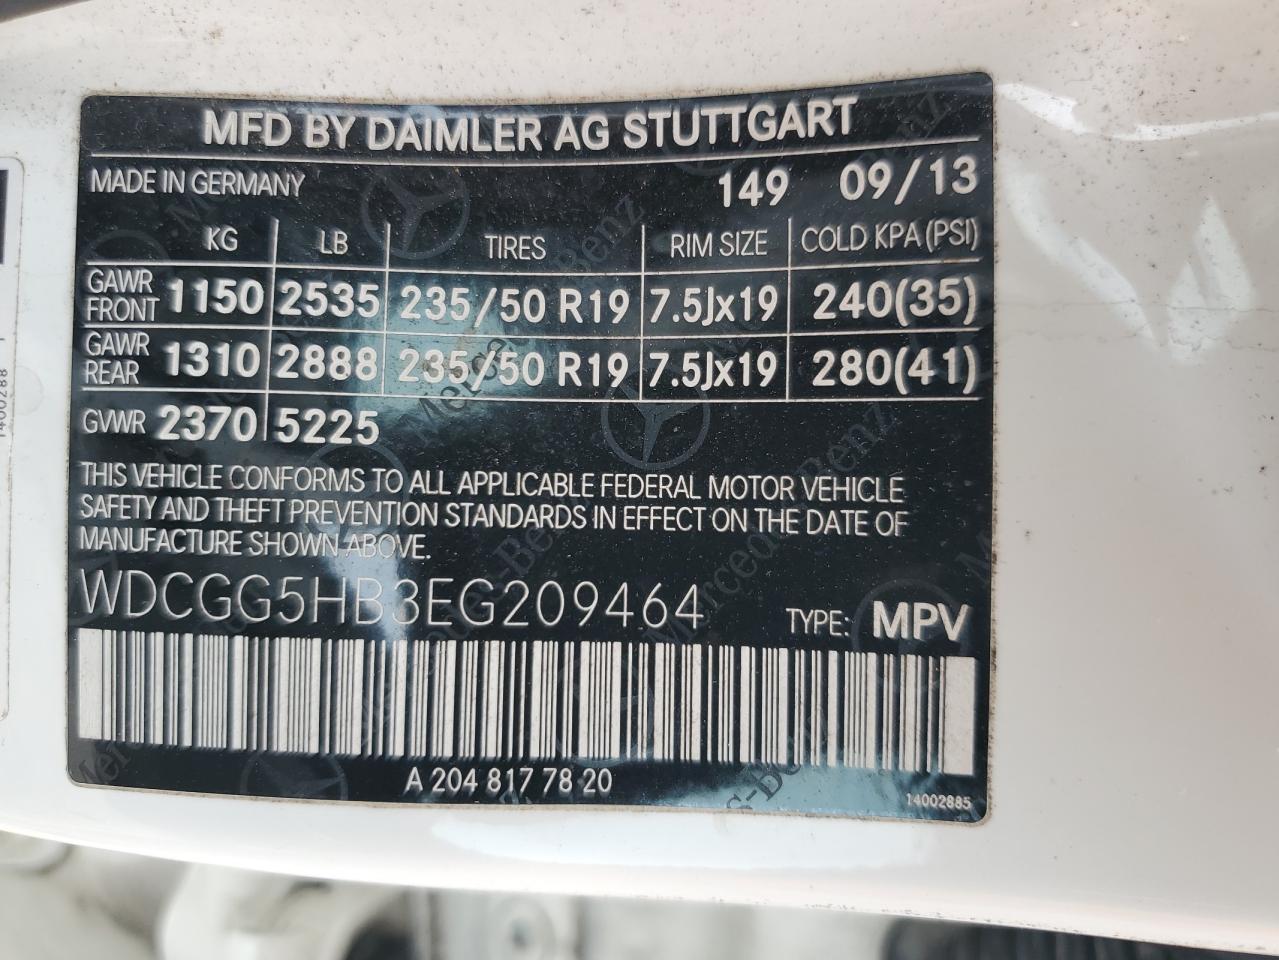 MFD BY DAIMLER AG STUTTGART
MADE IN GERMANY 149 09/13
KG LB TIRES RIM SIZE COLD KPA (PSI)
GAWR FRONT 1150 2535 235/50 R19 7.5Jx19 240(35)
GAWR REAR 1310 2888 235/50 R19 7.5Jx19 280(41)
GVWR 2370 5225
THIS VEHICLE CONFORMS TO ALL APPLICABLE FEDERAL MOTOR VEHICLE
SAFETY AND THEFT PREVENTION STANDARDS IN EFFECT ON THE DATE OF
MANUFACTURE SHOWN ABOVE.
WDCGG5HB3EG209464 TYPE: MPV
A 204 817 78 20
14002885